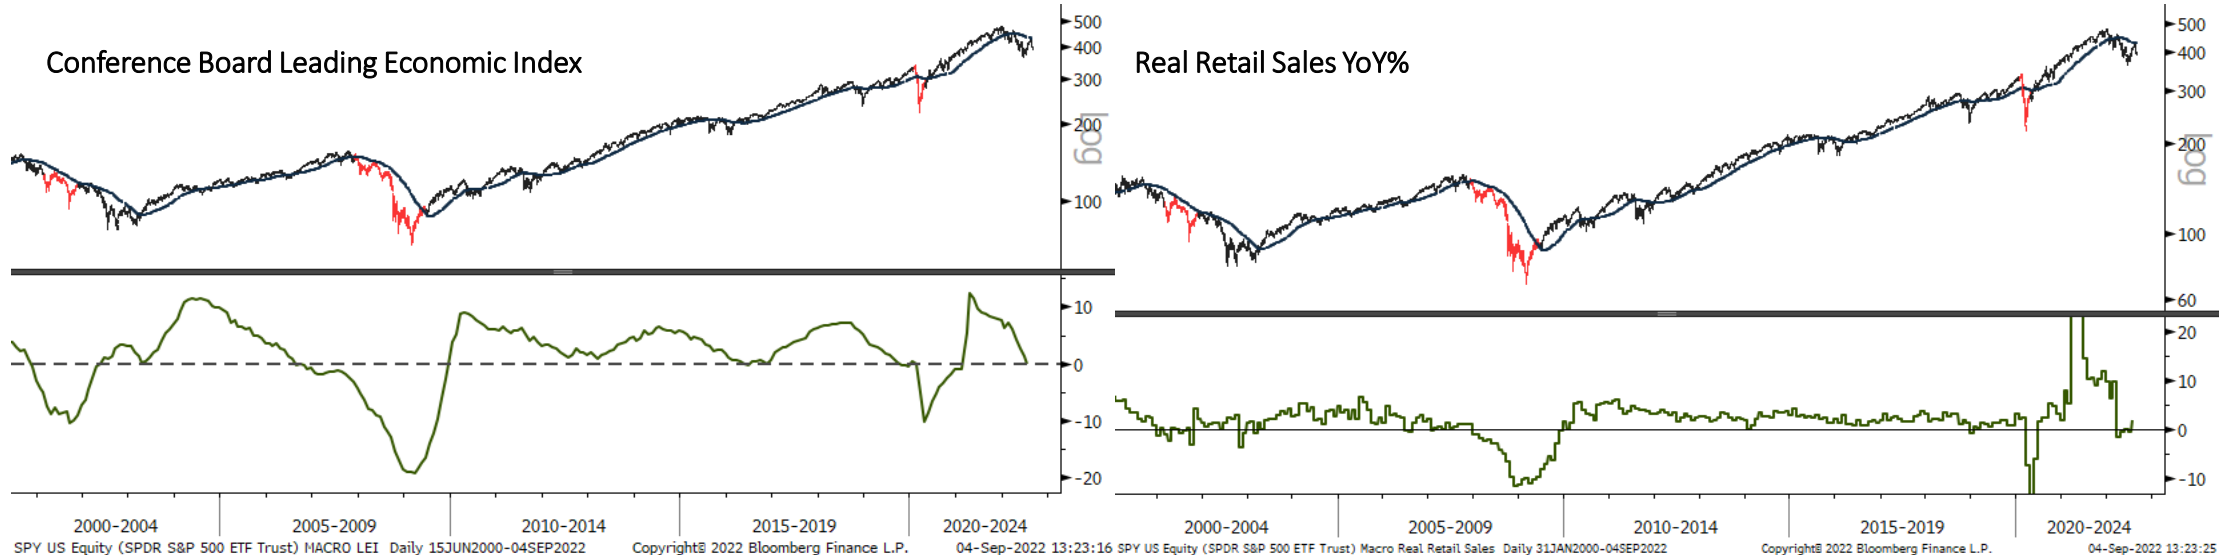 Conference Board Leading Economic Index
500
400
300
200
100
Log
10
0
-10
-20
2000-2004 2005-2009 2010-2014 2015-2019 2020-2024
SPY US Equity (SPDR S&P 500 ETF Trust) MACRO LEI Daily 15JUN2000-04SEP2022 Copyright© 2022 Bloomberg Finance L.P. 04-Sep-2022 13:23:16
Real Retail Sales YoY%
500
400
300
200
100
60
Log
20
10
0
-10
2000-2004 2005-2009 2010-2014 2015-2019 2020-2024
SPY US Equity (SPDR S&P 500 ETF Trust) Macro Real Retail Sales Daily 31JAN2000-04SEP2022 Copyright© 2022 Bloomberg Finance L.P. 04-Sep-2022 13:23:25